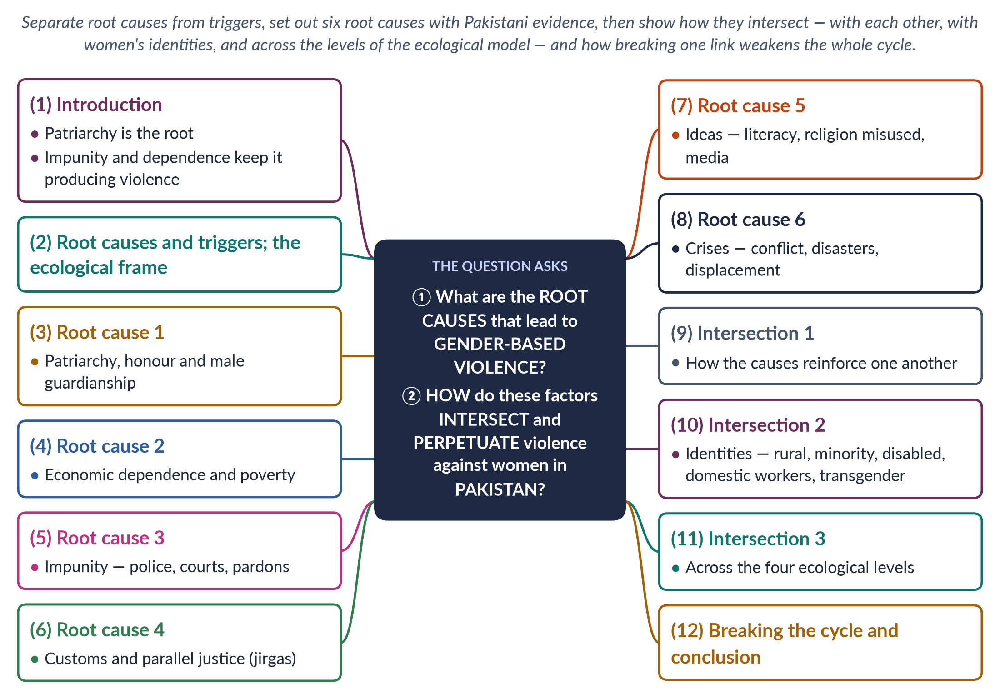 Separate root causes from triggers, set out six root causes with Pakistani evidence, then show how they intersect — with each other, with
women's identities, and across the levels of the ecological model — and how breaking one link weakens the whole cycle.
(1) Introduction
• Patriarchy is the root
• Impunity and dependence keep it
producing violence
(2) Root causes and triggers; the
ecological frame
(3) Root cause 1
• Patriarchy, honour and male
guardianship
(4) Root cause 2
• Economic dependence and poverty
(5) Root cause 3
• Impunity — police, courts, pardons
(6) Root cause 4
• Customs and parallel justice (jirgas)
THE QUESTION ASKS
① What are the ROOT
CAUSES that lead to
GENDER-BASED
VIOLENCE?
② HOW do these factors
INTERSECT and
PERPETUATE violence
against women in
PAKISTAN?
(7) Root cause 5
• Ideas — literacy, religion misused,
media
(8) Root cause 6
• Crises — conflict, disasters,
displacement
(9) Intersection 1
• How the causes reinforce one another
(10) Intersection 2
• Identities — rural, minority, disabled,
domestic workers, transgender
(11) Intersection 3
• Across the four ecological levels
(12) Breaking the cycle and
conclusion